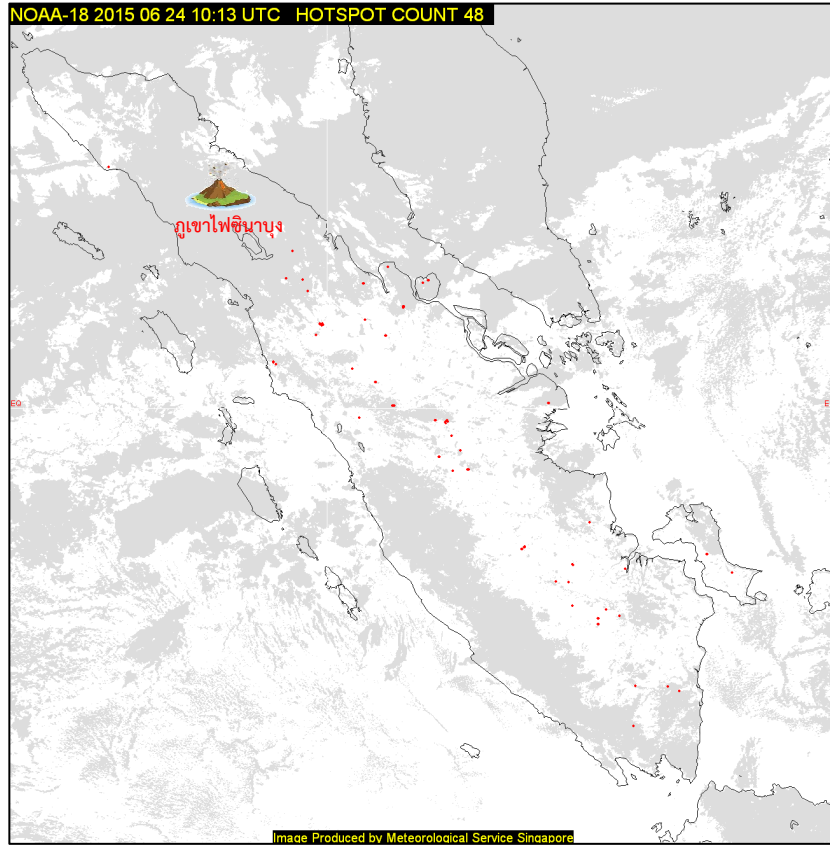 NOAA-18 2015 06 24 10:13 UTC HOTSPOT COUNT 48
ภูเขาไฟซินาบุง
EQ E
Image Produced by Meteorological Service Singapore